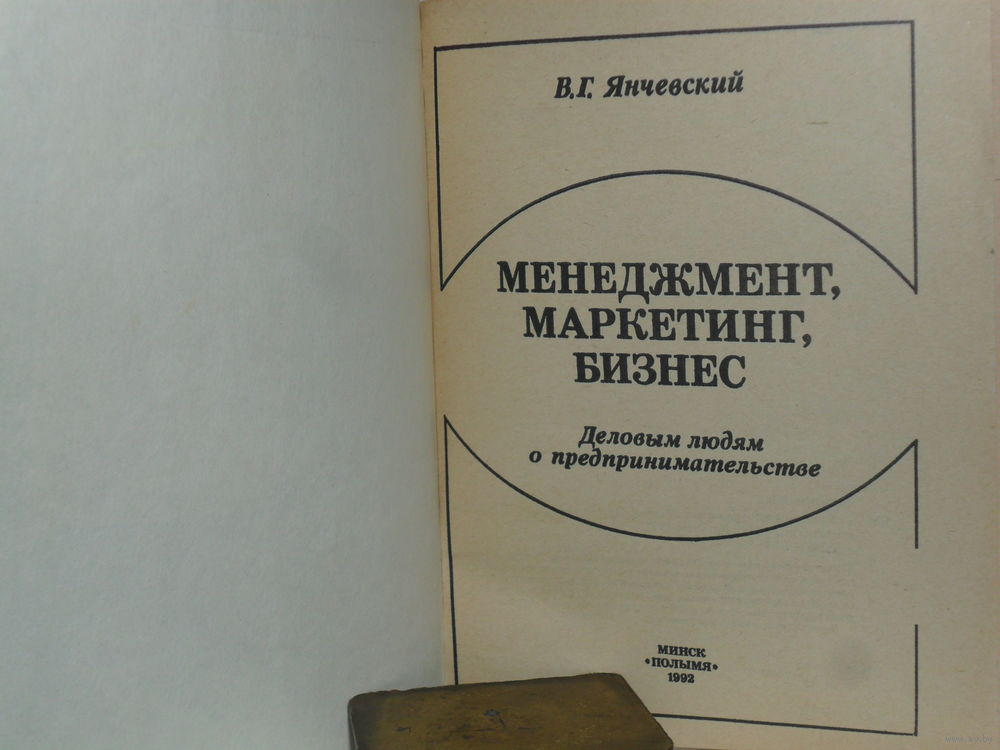 В.Г. Янчевский
МЕНЕДЖМЕНТ,
МАРКЕТИНГ,
БИЗНЕС
Деловым людям
о предпринимательстве
МИНСК
«ПОЛЫМЯ»
1992